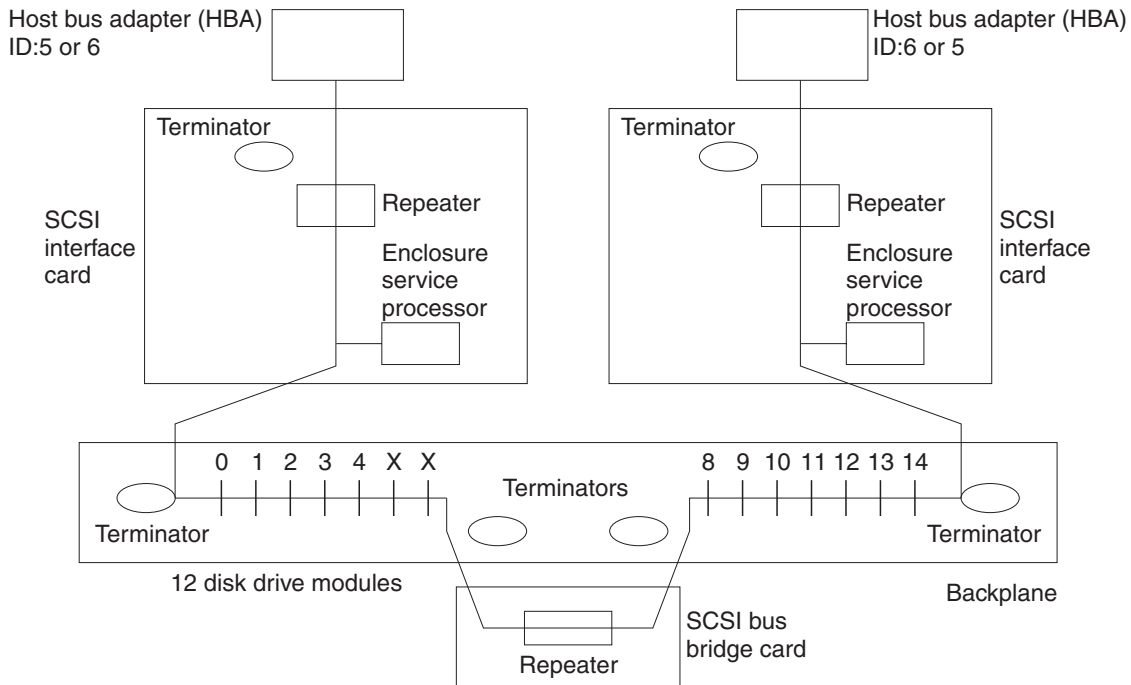 Host bus adapter (HBA)
ID:5 or 6
Host bus adapter (HBA)
ID:6 or 5
Terminator
Repeater
SCSI
interface
card
Enclosure
service
processor
Terminator
Repeater
Enclosure
service
processor
SCSI
interface
card
0 1 2 3 4 X X
8 9 10 11 12 13 14
Terminators
Terminator
Terminator
12 disk drive modules
Backplane
SCSI bus
bridge card
Repeater